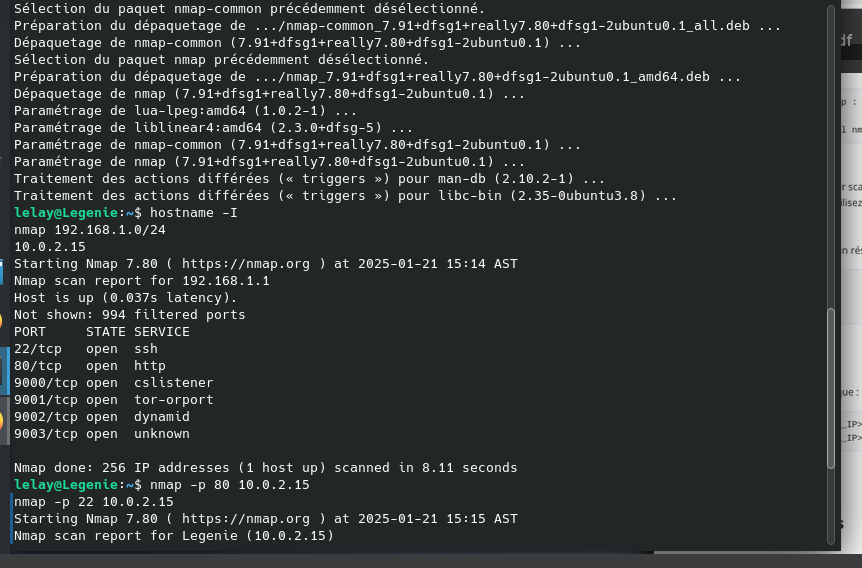 Sélection du paquet nmap-common précédemment désélectionné.
Préparation du dépaquetage de .../nmap-common_7.91+dfsg1+really7.80+dfsg1-2ubuntu0.1_all.deb ...
Dépaquetage de nmap-common (7.91+dfsg1+really7.80+dfsg1-2ubuntu0.1) ...
Sélection du paquet nmap précédemment désélectionné.
Préparation du dépaquetage de .../nmap_7.91+dfsg1+really7.80+dfsg1-2ubuntu0.1_amd64.deb ...
Dépaquetage de nmap (7.91+dfsg1+really7.80+dfsg1-2ubuntu0.1) ...
Paramétrage de lua-lpeg:amd64 (1.0.2-1) ...
Paramétrage de liblinear4:amd64 (2.3.0+dfsg-5) ...
Paramétrage de nmap-common (7.91+dfsg1+really7.80+dfsg1-2ubuntu0.1) ...
Paramétrage de nmap (7.91+dfsg1+really7.80+dfsg1-2ubuntu0.1) ...
Traitement des actions différées (« triggers ») pour man-db (2.10.2-1) ...
Traitement des actions différées (« triggers ») pour libc-bin (2.35-0ubuntu3.8) ...
lelay@Legenie:~$ hostname -I
nmap 192.168.1.0/24
10.0.2.15
Starting Nmap 7.80 ( https://nmap.org ) at 2025-01-21 15:14 AST
Nmap scan report for 192.168.1.1
Host is up (0.037s latency).
Not shown: 994 filtered ports
PORT     STATE SERVICE
22/tcp   open  ssh
80/tcp   open  http
9000/tcp open  cslistener
9001/tcp open  tor-orport
9002/tcp open  dynamid
9003/tcp open  unknown
Nmap done: 256 IP addresses (1 host up) scanned in 8.11 seconds
lelay@Legenie:~$ nmap -p 80 10.0.2.15
nmap -p 22 10.0.2.15
Starting Nmap 7.80 ( https://nmap.org ) at 2025-01-21 15:15 AST
Nmap scan report for Legenie (10.0.2.15)
df
p :
l nm
r sca
ilisez
n rés
ue :
_IP>
_IP>
s